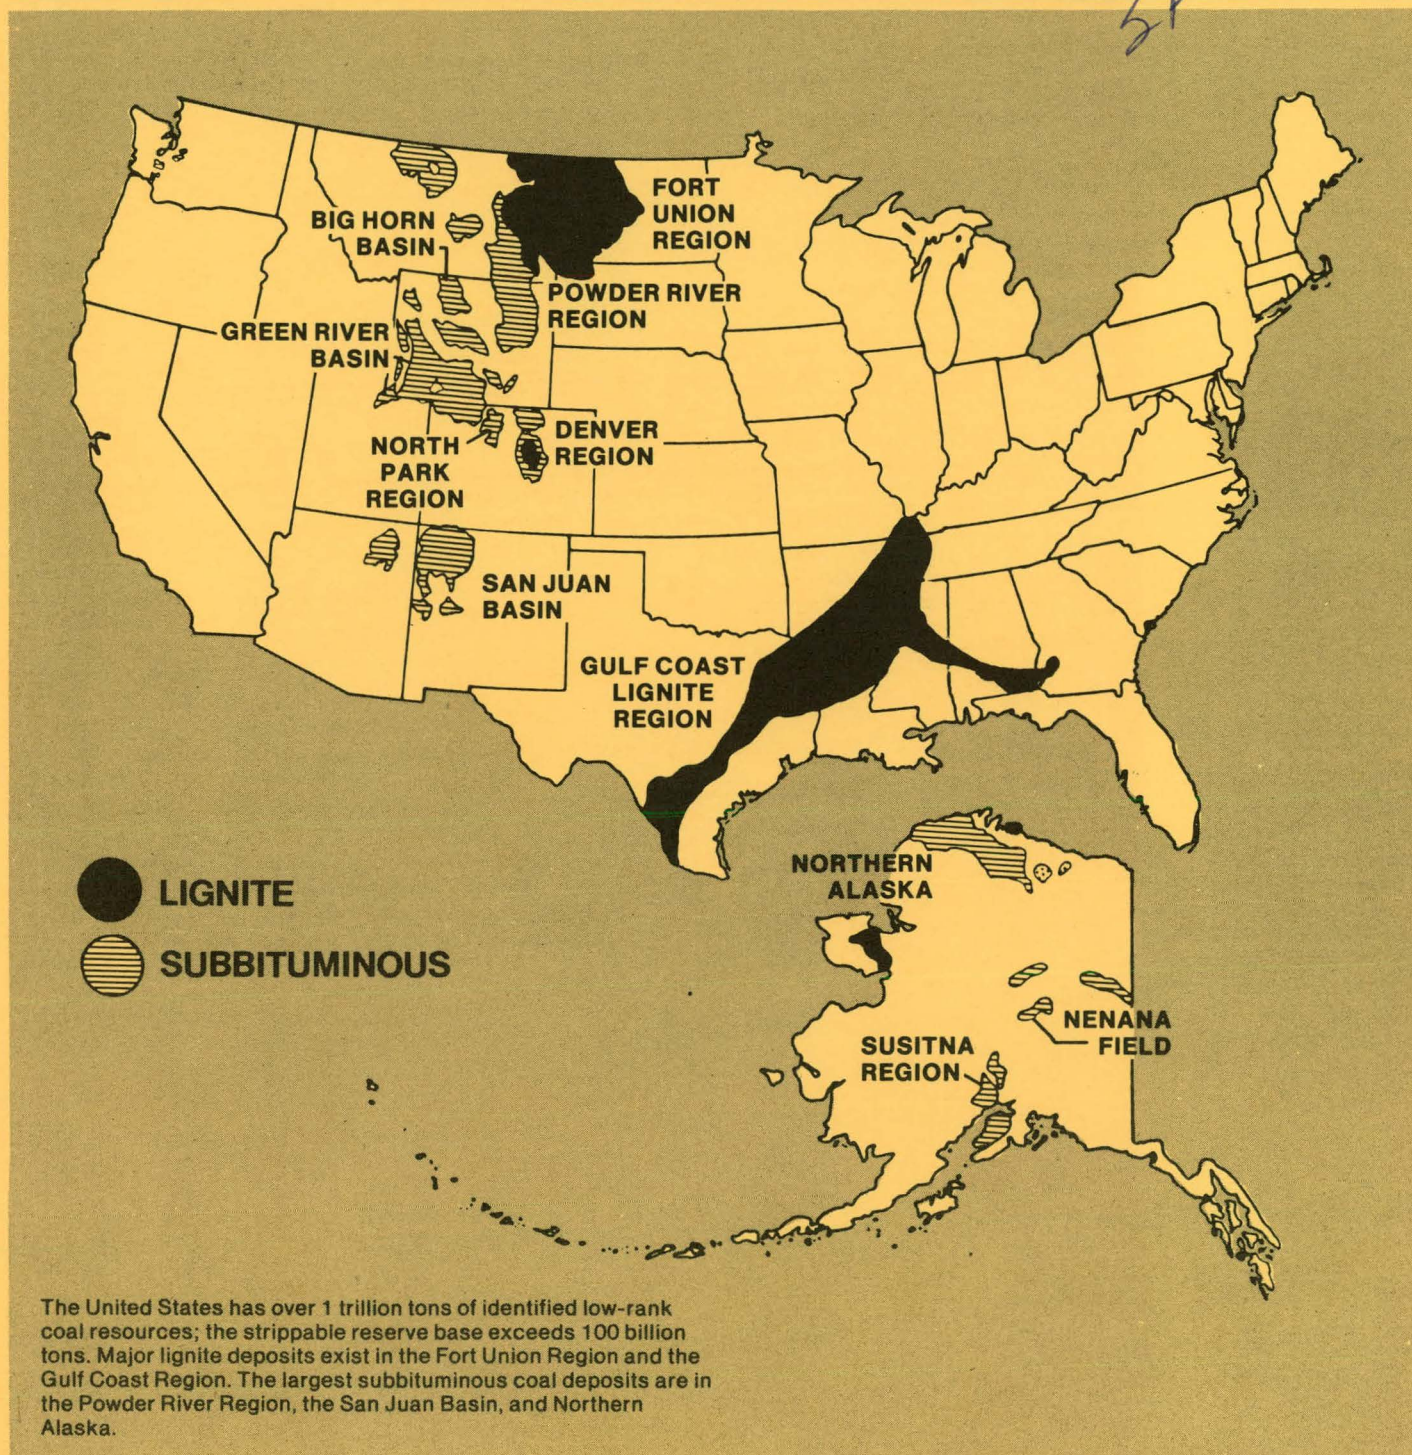 FORT
UNION
REGION
BIG HORN
BASIN
POWDER RIVER
REGION
GREEN RIVER
BASIN
DENVER
REGION
NORTH
PARK
REGION
SAN JUAN
BASIN
GULF COAST
LIGNITE
REGION
NORTHERN
ALASKA
LIGNITE
SUBBITUMINOUS
NENANA
FIELD
SUSITNA
REGION
The United States has over 1 trillion tons of identified low-rank
coal resources; the strippable reserve base exceeds 100 billion
tons. Major lignite deposits exist in the Fort Union Region and the
Gulf Coast Region. The largest subbituminous coal deposits are in
the Powder River Region, the San Juan Basin, and Northern
Alaska.